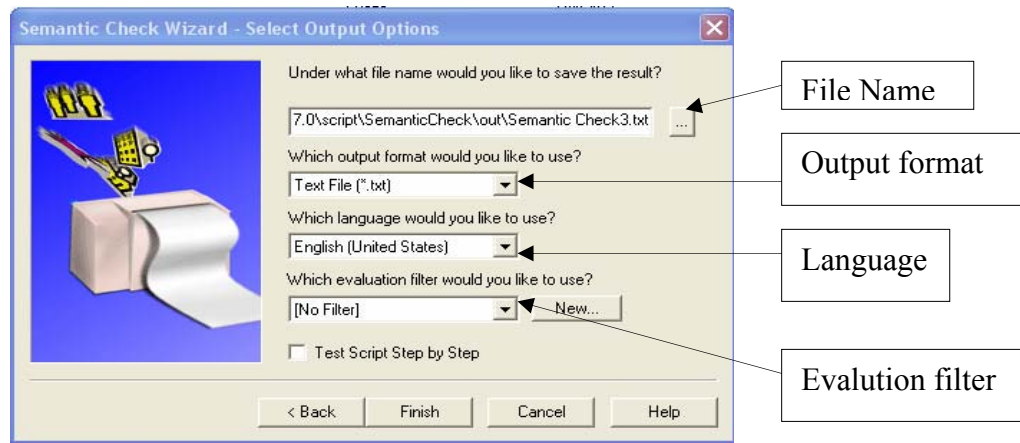 Semantic Check Wizard - Select Output Options
Under what file name would you like to save the result?
7.0\script\SemanticCheck\out\Semantic Check3.txt
...
File Name
Which output format would you like to use?
Text File (*.txt)
Output format
Which language would you like to use?
English (United States)
Language
Which evaluation filter would you like to use?
[No Filter]
New...
Test Script Step by Step
Evalution filter
< Back
Finish
Cancel
Help